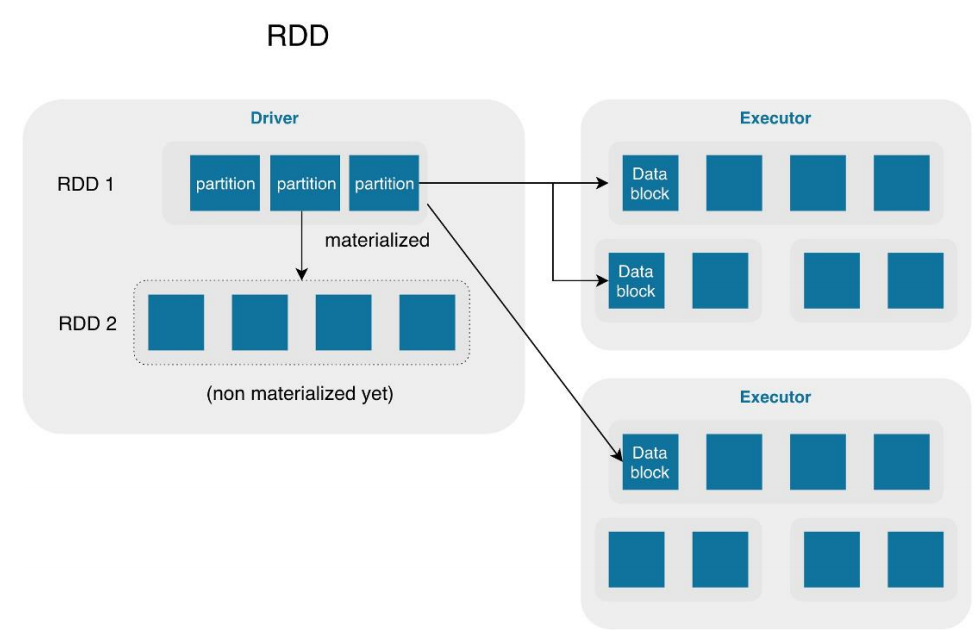 RDD
Driver
RDD 1
partition
partition
partition
materialized
RDD 2
(non materialized yet)
Executor
Data
block
Data
block
Executor
Data
block